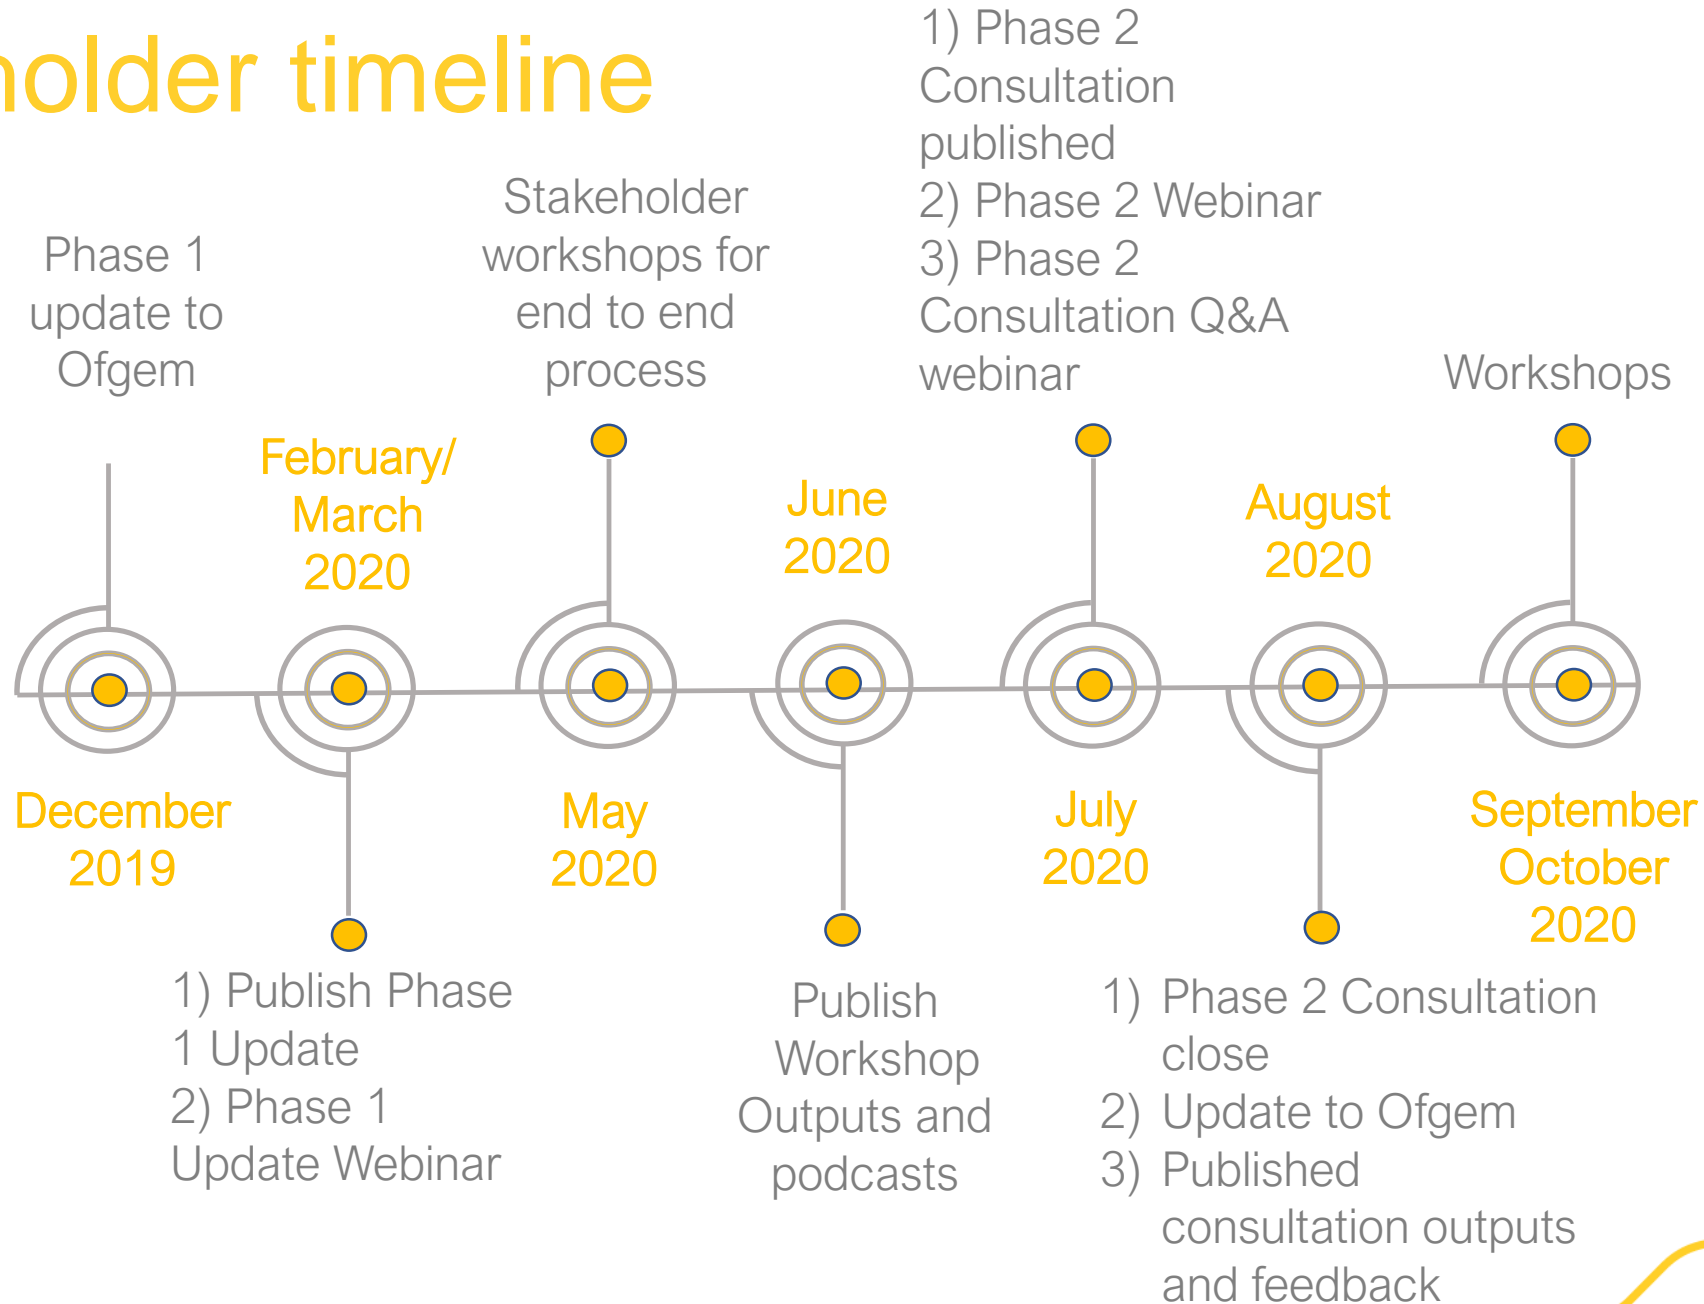 holder timeline
Phase 1
update to
Ofgem
February/
March
2020
Stakeholder
workshops for
end to end
process
June
2020
1) Phase 2
Consultation
published
2) Phase 2 Webinar
3) Phase 2
Consultation Q&A
webinar
August
2020
Workshops
December
2019
1) Publish Phase
1 Update
2) Phase 1
Update Webinar
May
2020
Publish
Workshop
Outputs and
podcasts
July
2020
1) Phase 2 Consultation
close
2) Update to Ofgem
3) Published
consultation outputs
and feedback
September
October
2020